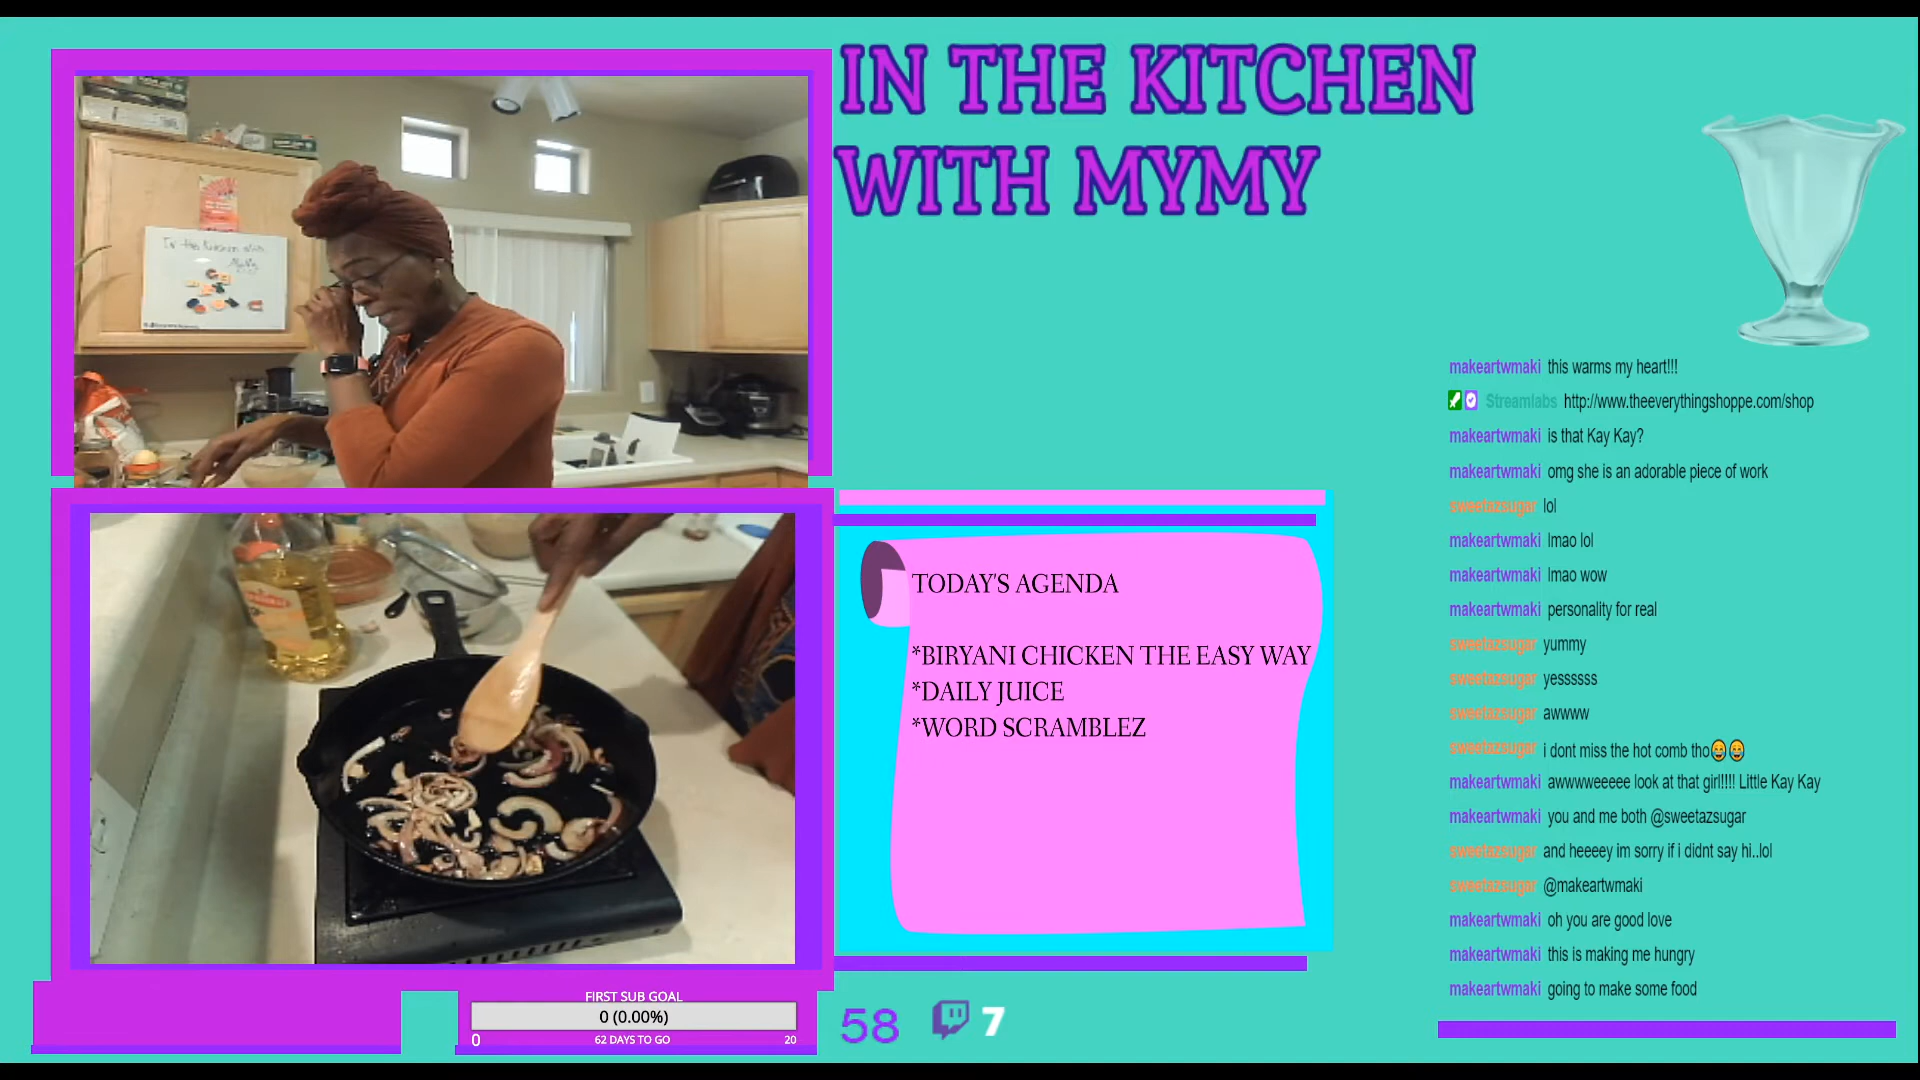 IN THE KITCHEN
WITH MYMY
In the Kitchen with
MyMy
makeartwmaki this warms my heart!!!
Streamlabs http://www.theeverythingshoppe.com/shop
makeartwmaki is that Kay Kay?
makeartwmaki omg she is an adorable piece of work
sweetazsugar lol
makeartwmaki lmao lol
makeartwmaki lmao wow
makeartwmaki personality for real
sweetazsugar yummy
sweetazsugar yessssss
sweetazsugar awwww
sweetazsugar i dont miss the hot comb tho😂😂
makeartwmaki awwwweeeee look at that girl!!!! Little Kay Kay
makeartwmaki you and me both @sweetazsugar
sweetazsugar and heeeey im sorry if i didnt say hi..lol
sweetazsugar @makeartwmaki
makeartwmaki oh you are good love
makeartwmaki this is making me hungry
makeartwmaki going to make some food
TODAY'S AGENDA
*BIRYANI CHICKEN THE EASY WAY
*DAILY JUICE
*WORD SCRAMBLEZ
FIRST SUB GOAL
0 (0.00%)
0 62 DAYS TO GO 20
58 7